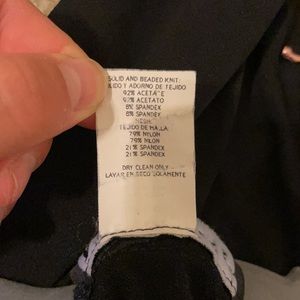 SOLID AND BEADED KNIT:
LIDO Y ADORNO DE TEJIDO
92% ACETATE
92% ACETATO
8% SPANDEX
8% SPANDEX
MESH:
TEJIDO DE MALLA:
79% NYLON
79% NILON
21% SPANDEX
21% SPANDEX
DRY CLEAN ONLY
LAVAR EN SECO SOLAMENTE